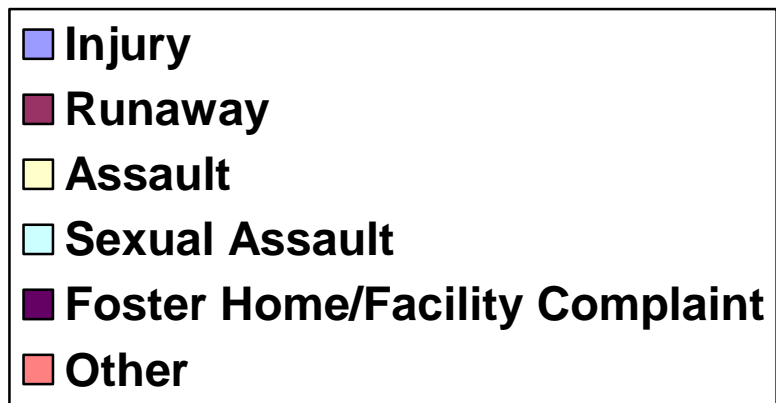 Injury
Runaway
Assault
Sexual Assault
Foster Home/Facility Complaint
Other